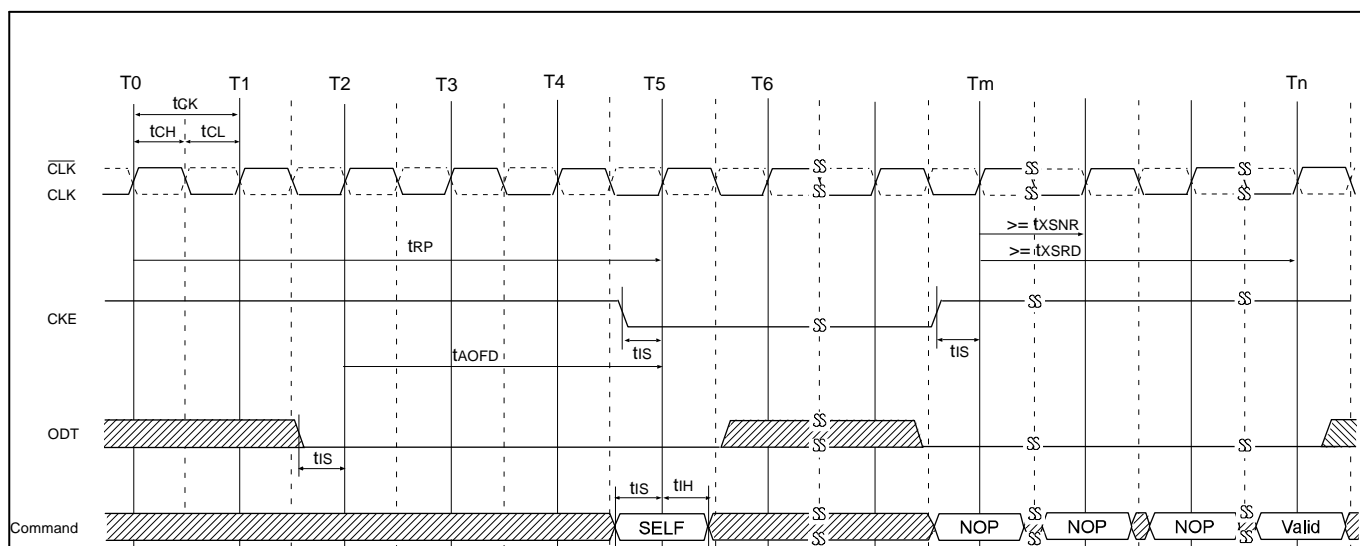 T0 T1 T2 T3 T4 T5 T6 Tm Tn
tCK
tCH tCL
CLK
CLK
>= tXSNR
tRP >= tXSRD
CKE
tIS tIS
tAOFD
ODT
tIS
tIS tIH
Command SELF NOP NOP NOP Valid